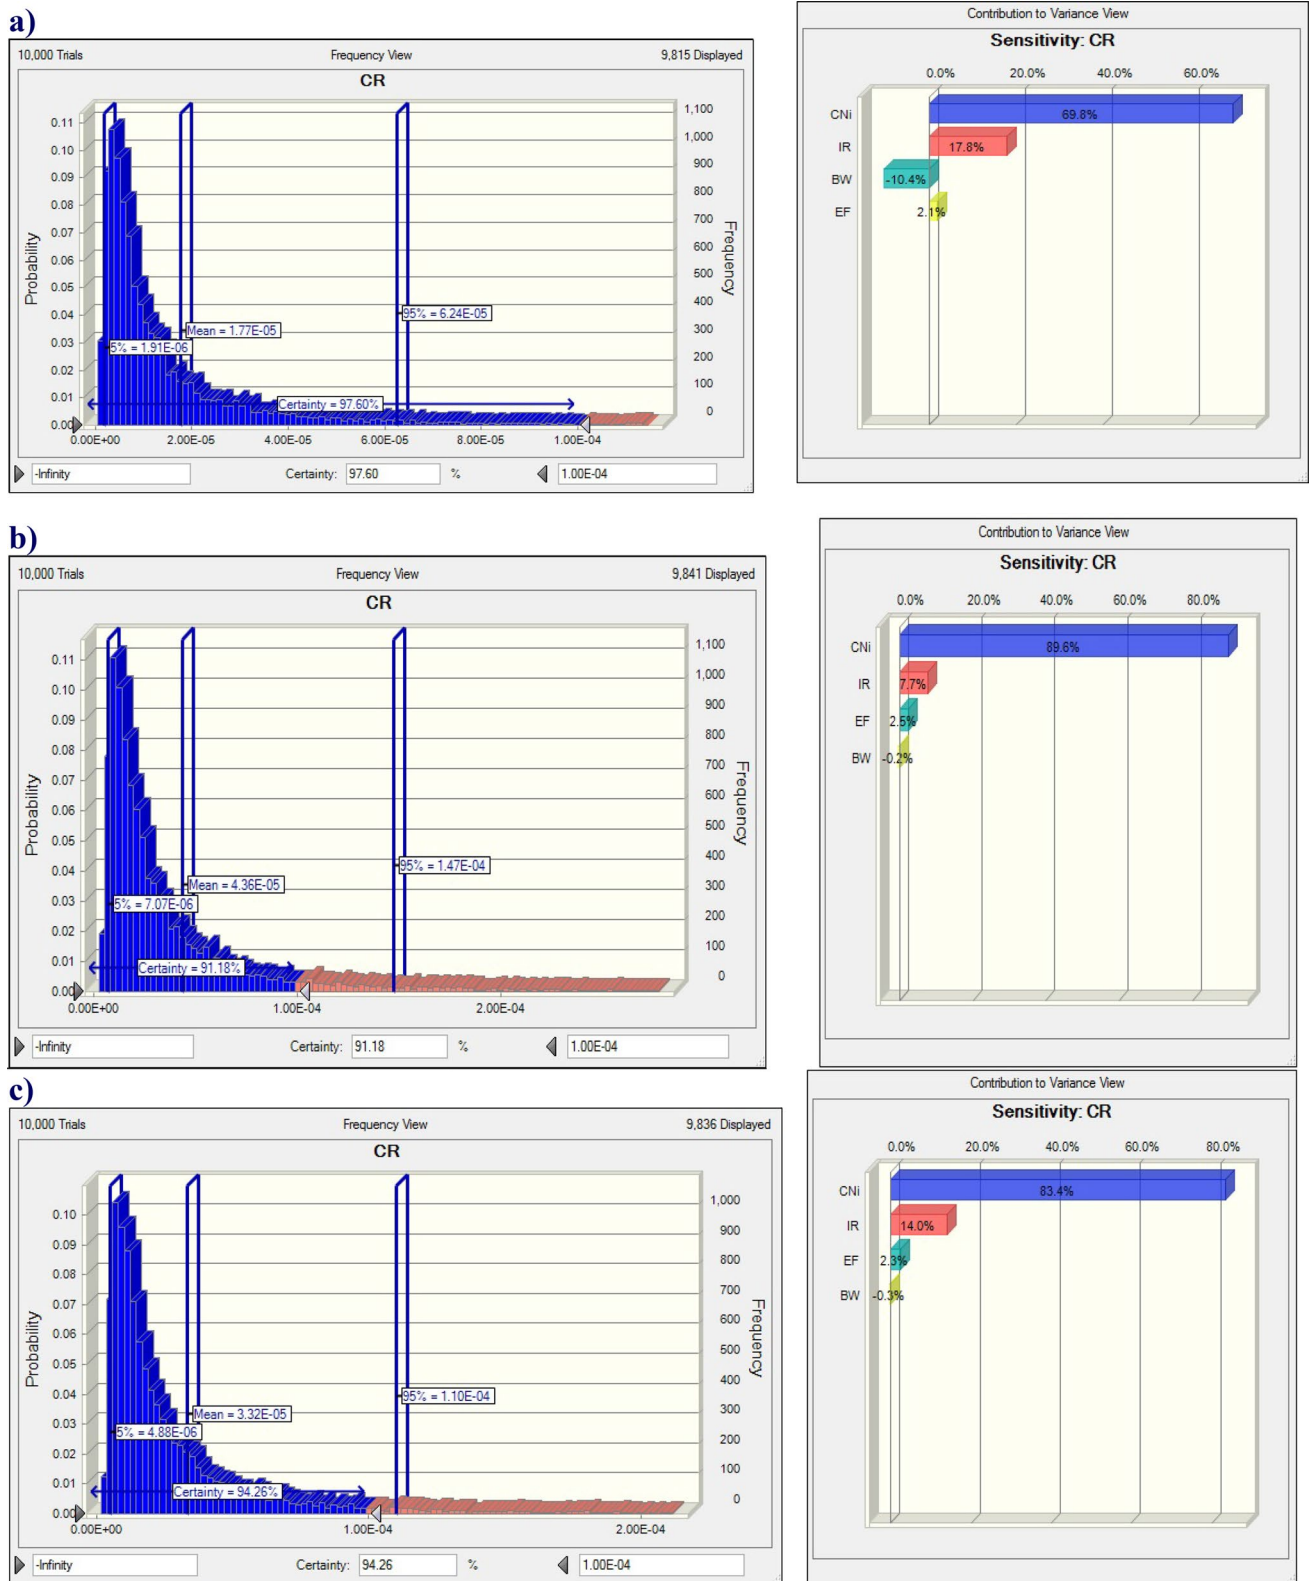 a)
10,000 Trials Frequency View 9,815 Displayed
CR
Probability
Frequency
0.11
0.10
0.09
0.08
0.07
0.06
0.05
0.04
0.03
0.02
0.01
0.00
1,100
1,000
900
800
700
600
500
400
300
200
100
0
95% = 6.24E-05
Mean = 1.77E-05
5% = 1.91E-06
Certainty = 97.60%
0.00E+00 2.00E-05 4.00E-05 6.00E-05 8.00E-05 1.00E-04
-Infinity Certainty: 97.60 % 1.00E-04
Contribution to Variance View
Sensitivity: CR
0.0% 20.0% 40.0% 60.0%
CNi 69.8%
IR 17.8%
BW -10.4%
EF 2.1%
b)
10,000 Trials Frequency View 9,841 Displayed
CR
Probability
Frequency
0.11
0.10
0.09
0.08
0.07
0.06
0.05
0.04
0.03
0.02
0.01
0.00
1,100
1,000
900
800
700
600
500
400
300
200
100
0
95% = 1.47E-04
Mean = 4.36E-05
5% = 7.07E-06
Certainty = 91.18%
0.00E+00 1.00E-04 2.00E-04
-Infinity Certainty: 91.18 % 1.00E-04
Contribution to Variance View
Sensitivity: CR
0.0% 20.0% 40.0% 60.0% 80.0%
CNi 89.6%
IR 7.7%
EF 2.5%
BW -0.2%
c)
10,000 Trials Frequency View 9,836 Displayed
CR
Probability
Frequency
0.10
0.09
0.08
0.07
0.06
0.05
0.04
0.03
0.02
0.01
0.00
1,000
900
800
700
600
500
400
300
200
100
0
95% = 1.10E-04
Mean = 3.32E-05
5% = 4.88E-06
Certainty = 94.26%
0.00E+00 1.00E-04 2.00E-04
-Infinity Certainty: 94.26 % 1.00E-04
Contribution to Variance View
Sensitivity: CR
0.0% 20.0% 40.0% 60.0% 80.0%
CNi 83.4%
IR 14.0%
EF 2.3%
BW -0.3%